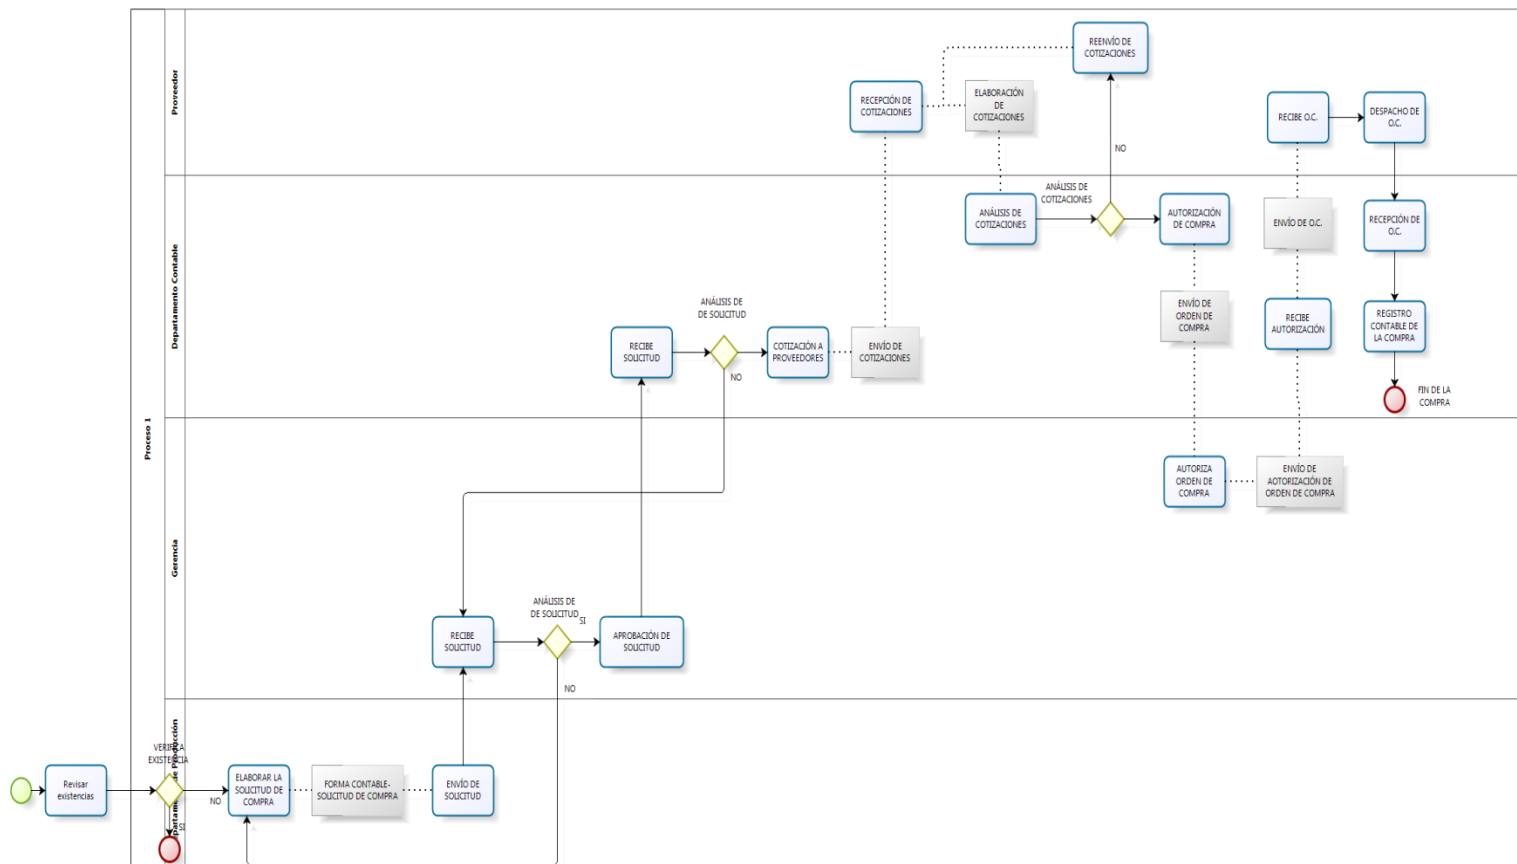 Proceso 1
Proveedor
REENVÍO DE
COTIZACIONES
RECEPCIÓN DE
COTIZACIONES
ELABORACIÓN
DE
COTIZACIONES
NO
RECIBE O.C.
DESPACHO DE
O.C.
Departamento Contable
ANÁLISIS DE
COTIZACIONES
ANÁLISIS DE
COTIZACIONES
AUTORIZACIÓN
DE COMPRA
ENVÍO DE O.C.
RECEPCIÓN DE
O.C.
ENVÍO DE
ORDEN DE
COMPRA
RECIBE
AUTORIZACIÓN
REGISTRO
CONTABLE DE
LA COMPRA
FIN DE LA
COMPRA
RECIBE
SOLICITUD
ANÁLISIS DE
DE SOLICITUD
NO
COTIZACIÓN A
PROVEEDORES
ENVÍO DE
COTIZACIONES
Gerencia
AUTORIZA
ORDEN DE
COMPRA
ENVÍO DE
AOTORIZACIÓN DE
ORDEN DE COMPRA
RECIBE
SOLICITUD
ANÁLISIS DE
DE SOLICITUD
SI
NO
APROBACIÓN DE
SOLICITUD
de Producción
Revisar
existencias
VERIFICA
EXISTENCIA
NO
SI
ELABORAR LA
SOLICITUD DE
COMPRA
FORMA CONTABLE-
SOLICITUD DE COMPRA
ENVÍO DE
SOLICITUD